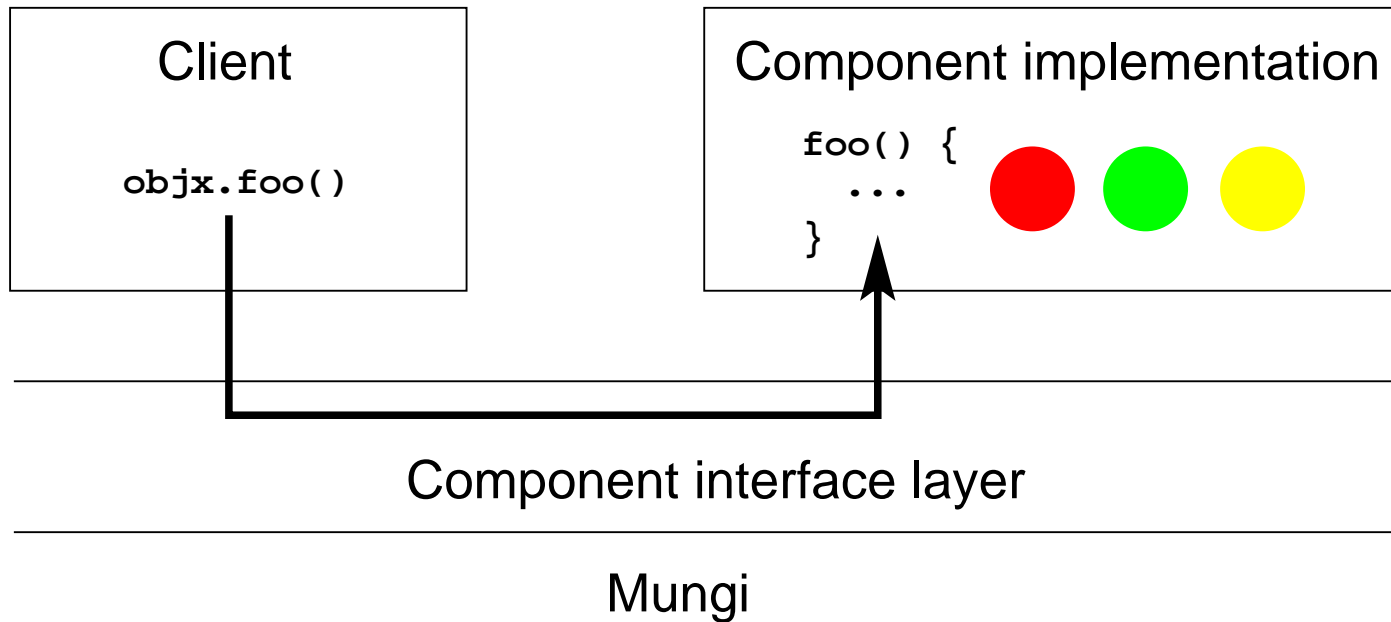 Client
objx.foo()
Component implementation
foo() {
...
}
Component interface layer
Mungi